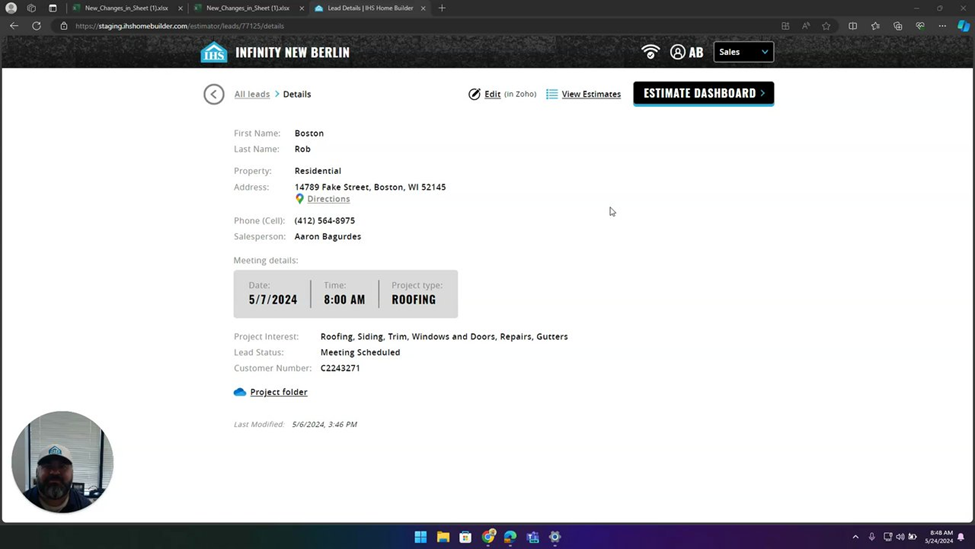 New_Changes_in_Sheet (1).xlsx
New_Changes_in_Sheet (1).xlsx
Lead Details | IHS Home Builder
https://staging.ihshomebuilder.com/estimator/leads/77125/details
IHS INFINITY NEW BERLIN
AB
Sales
All leads > Details
Edit (in Zoho)
View Estimates
ESTIMATE DASHBOARD >
First Name: Boston
Last Name: Rob
Property: Residential
Address: 14789 Fake Street, Boston, WI 52145
Directions
Phone (Cell): (412) 564-8975
Salesperson: Aaron Bagurdes
Meeting details:
Date: Time: Project type:
5/7/2024 8:00 AM ROOFING
Project Interest: Roofing, Siding, Trim, Windows and Doors, Repairs, Gutters
Lead Status: Meeting Scheduled
Customer Number: C2243271
Project folder
Last Modified: 5/6/2024, 3:46 PM
8:48 AM
5/24/2024